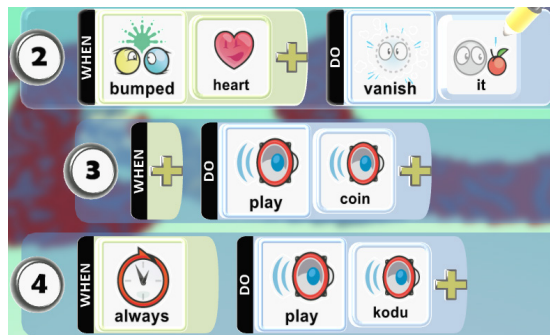 2 WHEN bumped heart DO vanish it
3 WHEN DO play coin
4 WHEN always DO play kodu